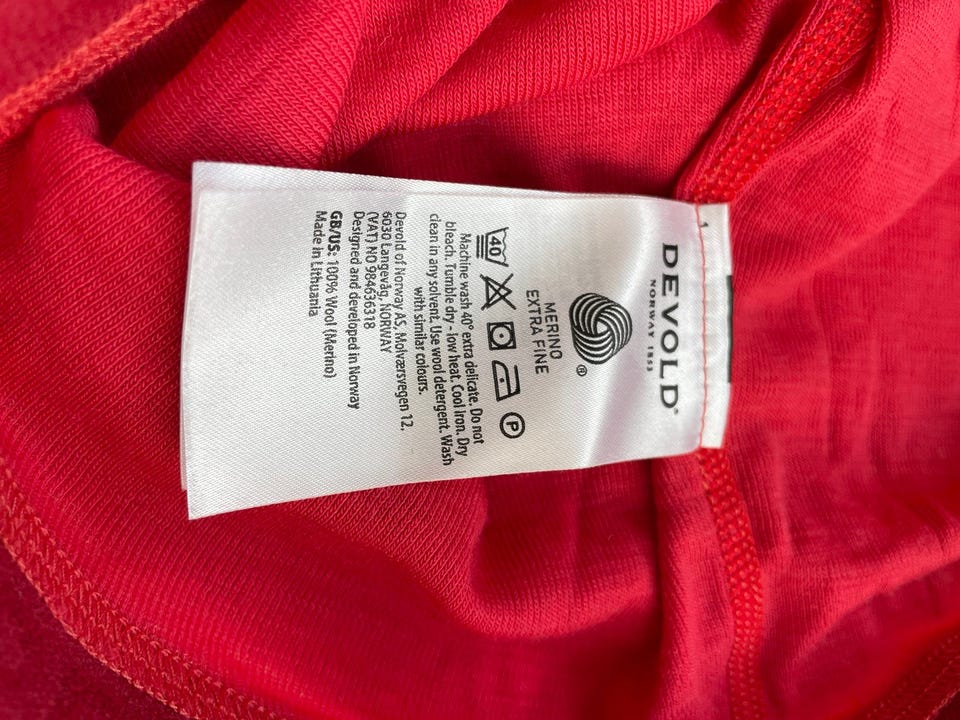 DEVOLD®
NORWAY 1853
®
MERINO
EXTRA FINE
40
P
Machine wash 40° extra delicate. Do not
bleach. Tumble dry - low heat. Cool iron. Dry
clean in any solvent. Use wool detergent. Wash
with similar colours.
Devold of Norway AS, Molværsvegen 12,
6030 Langevåg, NORWAY
(VAT) NO 984636318
Designed and developed in Norway
GB/US: 100% Wool (Merino)
Made in Lithuania